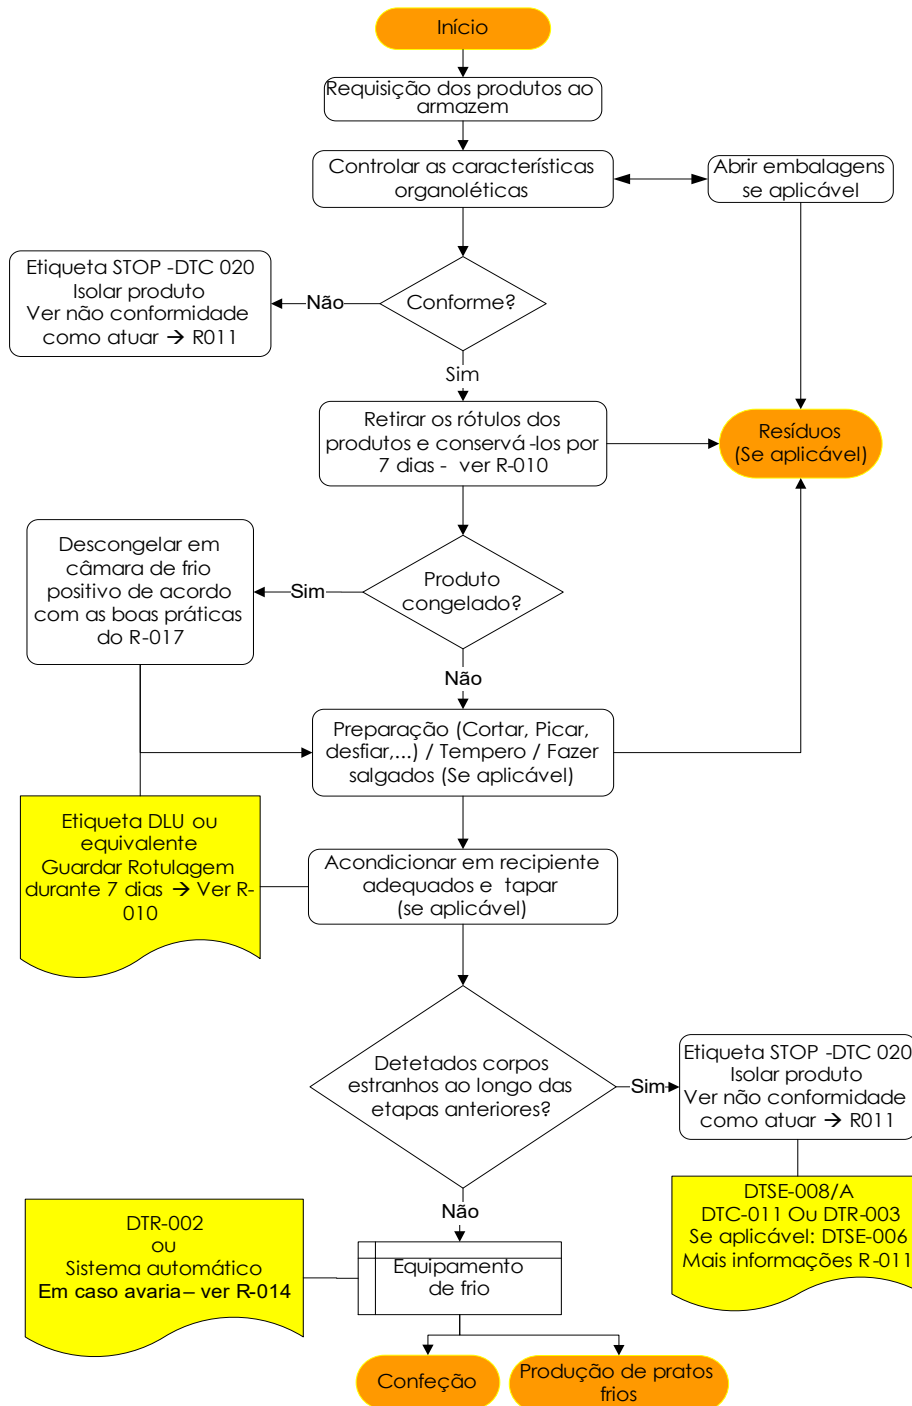 Início
Requisição dos produtos ao
armazem
Controlar as características
organoléticas
Abrir embalagens
se aplicável
Etiqueta STOP -DTC 020
Isolar produto
Ver não conformidade
como atuar → R011
Não
Conforme?
Sim
Retirar os rótulos dos
produtos e conservá -los por
7 dias - ver R-010
Resíduos
(Se aplicável)
Descongelar em
câmara de frio
positivo de acordo
com as boas práticas
do R-017
Sim
Produto
congelado?
Não
Preparação (Cortar, Picar,
desfiar,...) / Tempero / Fazer
salgados (Se aplicável)
Etiqueta DLU ou
equivalente
Guardar Rotulagem
durante 7 dias → Ver R-
010
Acondicionar em recipiente
adequados e tapar
(se aplicável)
Detetados corpos
estranhos ao longo das
etapas anteriores?
Sim
Etiqueta STOP -DTC 020
Isolar produto
Ver não conformidade
como atuar → R011
DTSE-008/A
DTC-011 Ou DTR-003
Se aplicável: DTSE-006
Mais informações R-011
Não
DTR-002
ou
Sistema automático
Em caso avaria – ver R-014
Equipamento
de frio
Confeção
Produção de pratos
frios